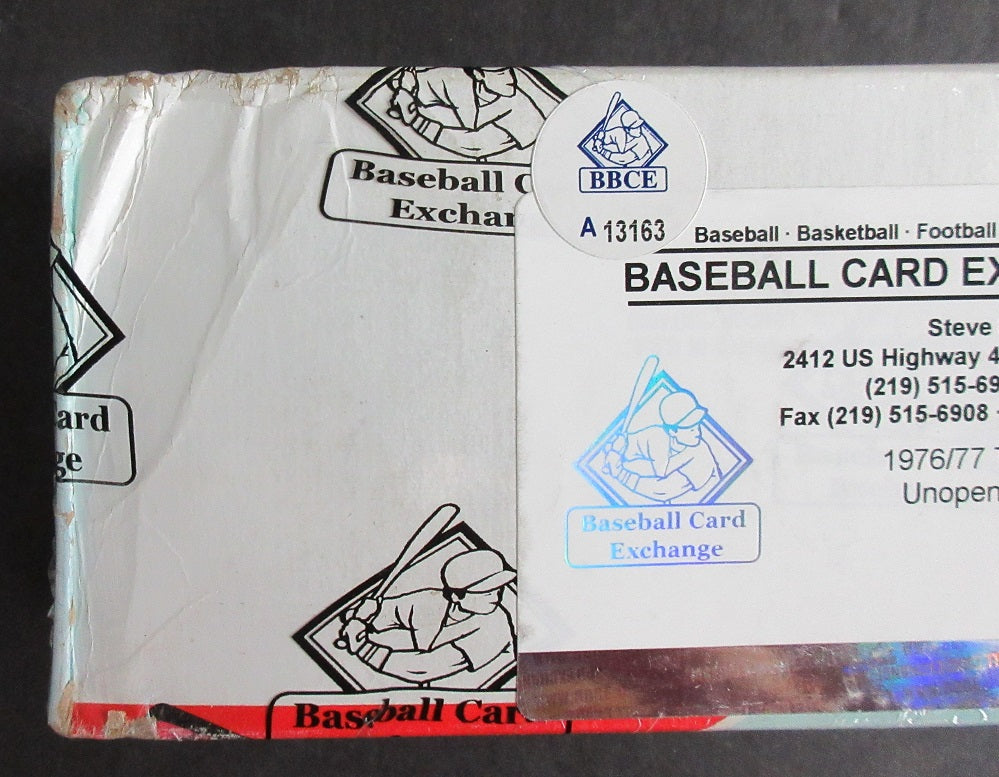 Baseball C
Exchan
BBCE
A 13163
Baseball · Basketball · Football
BASEBALL CARD EX
Steve
2412 US Highway 4
(219) 515-69
Fax (219) 515-6908
1976/77 T
Unopen
Baseball Card
Exchange
ard
ge
Baseball Car